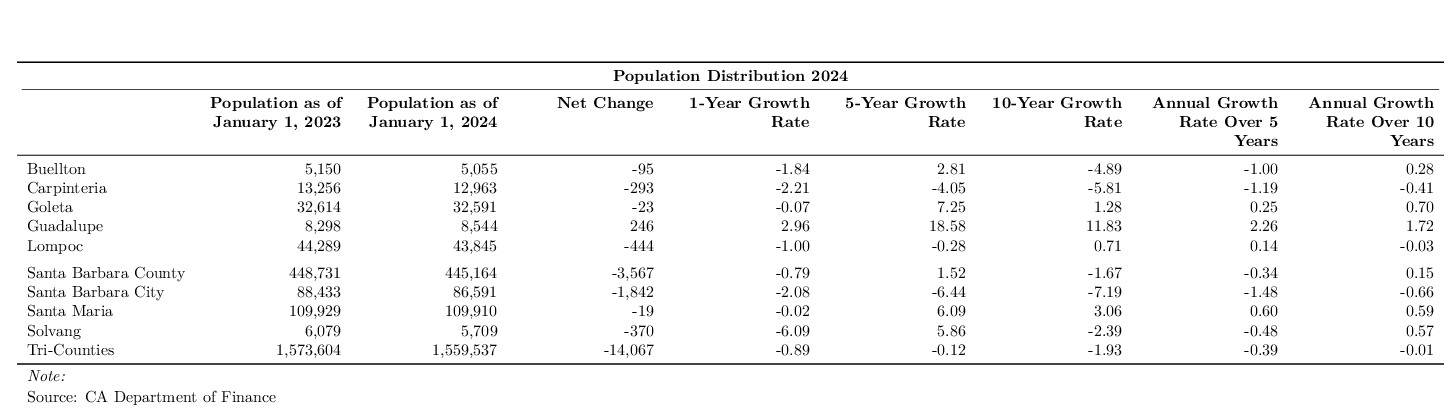 Population Distribution 2024
Population as of January 1, 2023 Population as of January 1, 2024 Net Change 1-Year Growth Rate 5-Year Growth Rate 10-Year Growth Rate Annual Growth Rate Over 5 Years Annual Growth Rate Over 10 Years
Buellton 5,150 5,055 -95 -1.84 2.81 -4.89 -1.00 0.28
Carpinteria 13,256 12,963 -293 -2.21 -4.05 -5.81 -1.19 -0.41
Goleta 32,614 32,591 -23 -0.07 7.25 1.28 0.25 0.70
Guadalupe 8,298 8,544 246 2.96 18.58 11.83 2.26 1.72
Lompoc 44,289 43,845 -444 -1.00 -0.28 0.71 0.14 -0.03
Santa Barbara County 448,731 445,164 -3,567 -0.79 1.52 -1.67 -0.34 0.15
Santa Barbara City 88,433 86,591 -1,842 -2.08 -6.44 -7.19 -1.48 -0.66
Santa Maria 109,929 109,910 -19 -0.02 6.09 3.06 0.60 0.59
Solvang 6,079 5,709 -370 -6.09 5.86 -2.39 -0.48 0.57
Tri-Counties 1,573,604 1,559,537 -14,067 -0.89 -0.12 -1.93 -0.39 -0.01
Note:
Source: CA Department of Finance